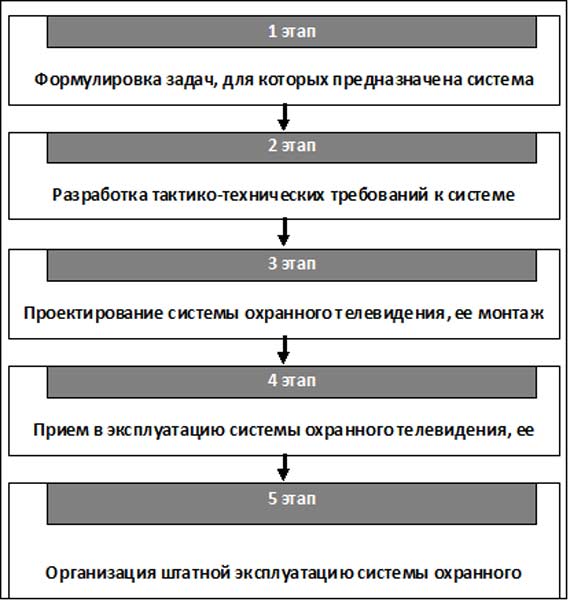 1 этап
Формулировка задач, для которых предназначена система
2 этап
Разработка тактико-технических требований к системе
3 этап
Проектирование системы охранного телевидения, ее монтаж
4 этап
Прием в эксплуатацию системы охранного телевидения, ее
5 этап
Организация штатной эксплуатацию системы охранного